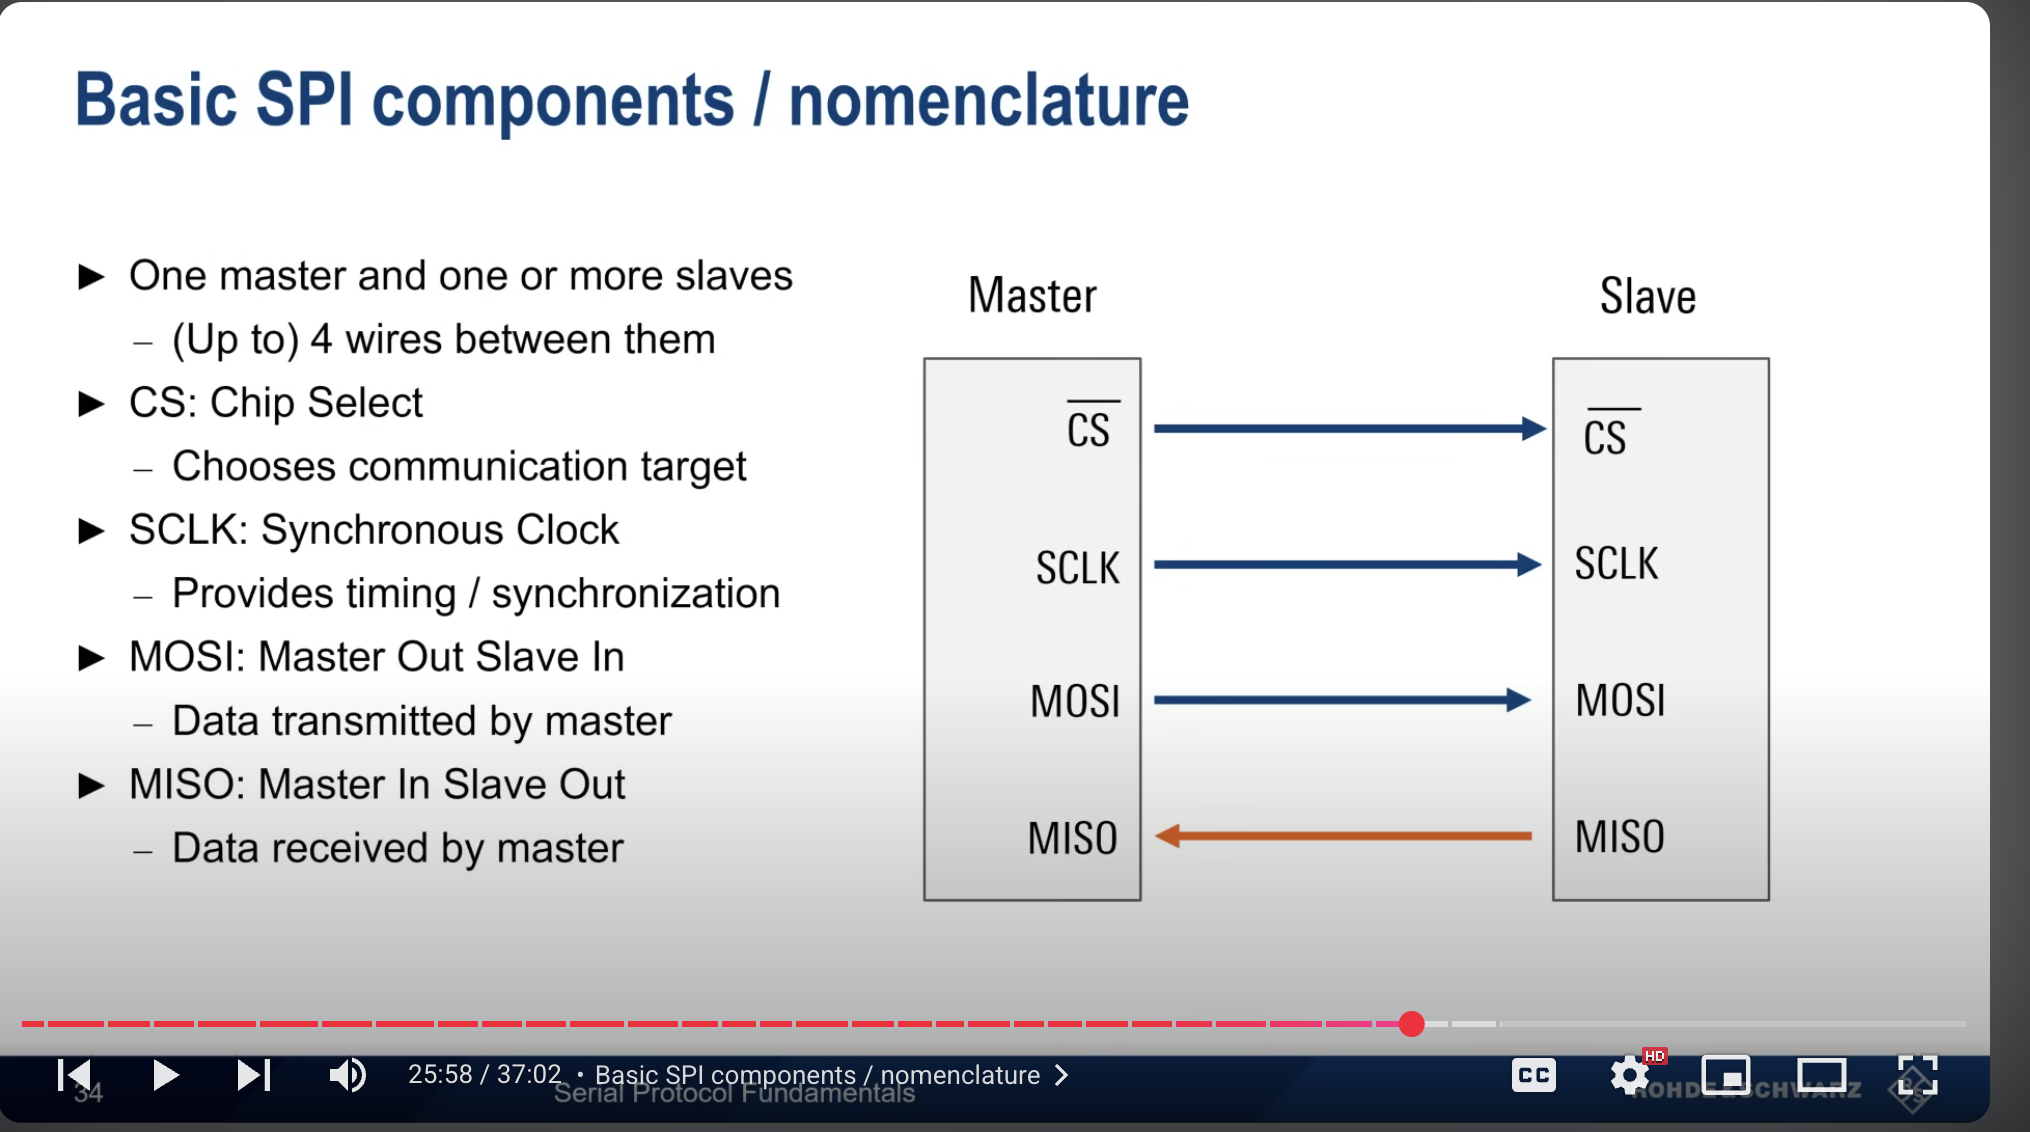 Basic SPI components / nomenclature
► One master and one or more slaves
– (Up to) 4 wires between them
► CS: Chip Select
– Chooses communication target
► SCLK: Synchronous Clock
– Provides timing / synchronization
► MOSI: Master Out Slave In
– Data transmitted by master
► MISO: Master In Slave Out
– Data received by master
Master
Slave
CS
CS
SCLK
SCLK
MOSI
MOSI
MISO
MISO
25:58 / 37:02 • Basic SPI components / nomenclature
CC
HD
34
Serial Protocol Fundamentals
ROHDE & SCHWARZ